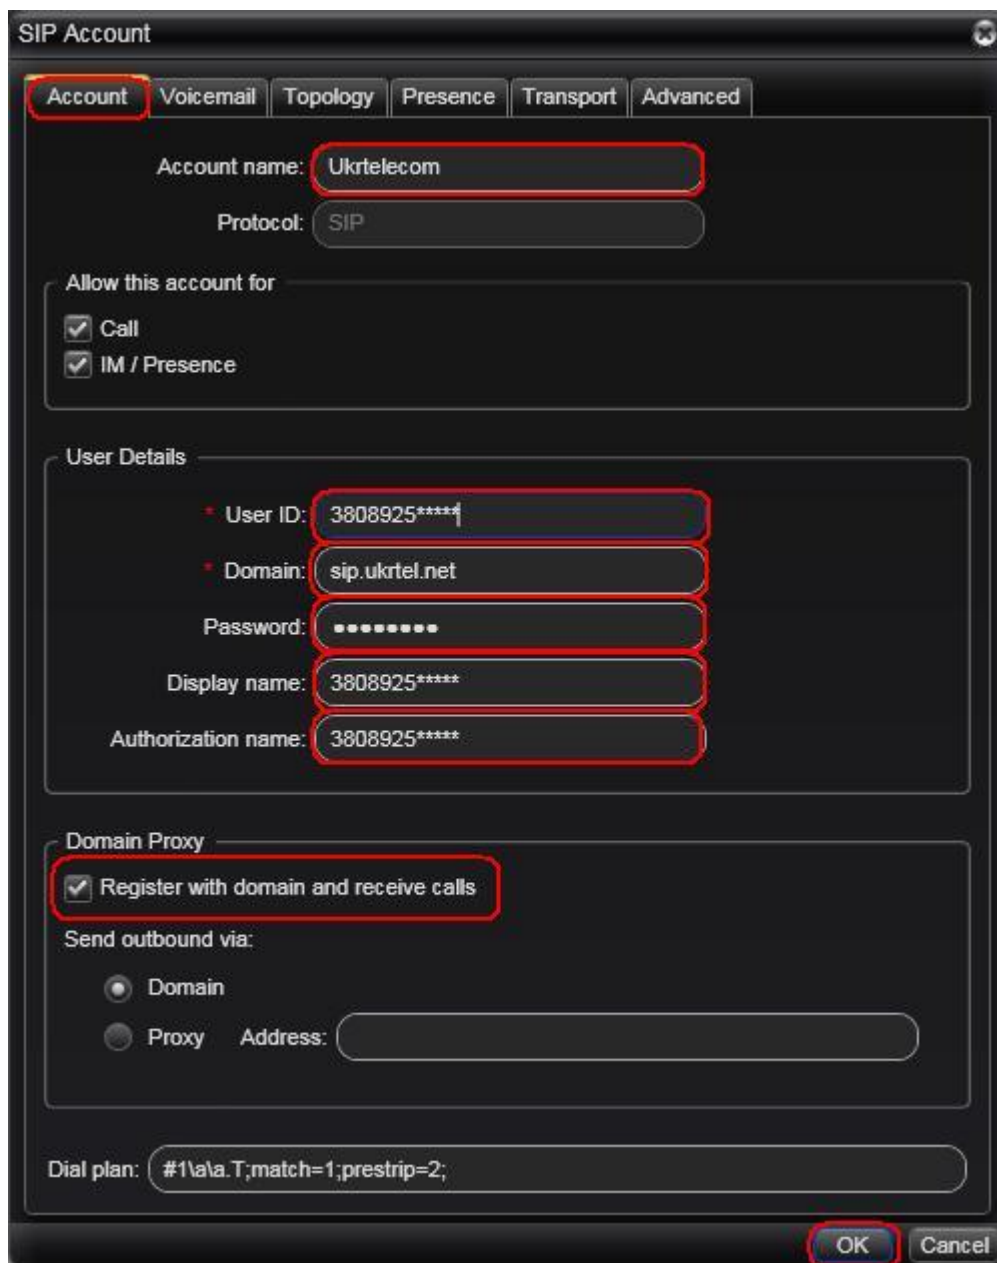 SIP Account
Account Voicemail Topology Presence Transport Advanced
Account name: Ukrtelecom
Protocol: SIP
Allow this account for
Call
IM / Presence
User Details
* User ID: 3808925*****
* Domain: sip.ukrtel.net
Password: ••••••••
Display name: 3808925*****
Authorization name: 3808925*****
Domain Proxy
Register with domain and receive calls
Send outbound via:
Domain
Proxy Address:
Dial plan: #1\a\a.T;match=1;prestrip=2;
OK Cancel